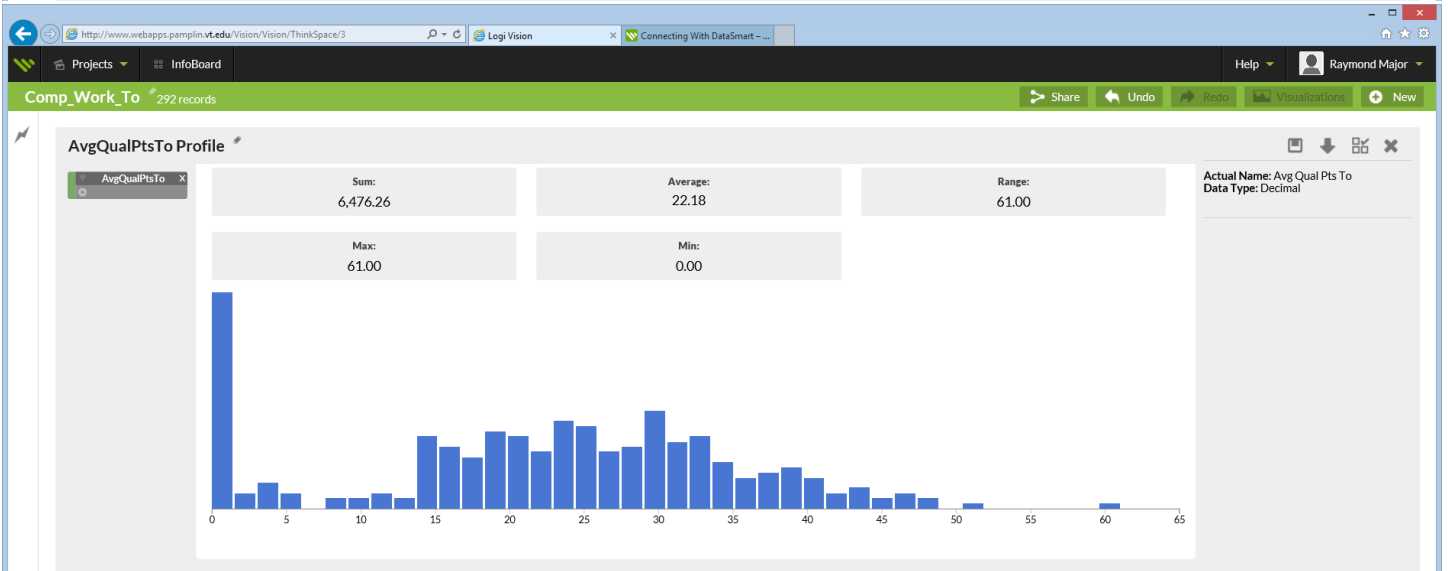 http://www.webapps.pamplin.vt.edu/Vision/Vision/ThinkSpace/3
Logi Vision
Connecting With DataSmart – ...
Projects
InfoBoard
Help
Raymond Major
Comp_Work_To 292 records
Share
Undo
Redo
Visualizations
New
AvgQualPtsTo Profile
AvgQualPtsTo X
Sum:
6,476.26
Average:
22.18
Range:
61.00
Max:
61.00
Min:
0.00
Actual Name: Avg Qual Pts To
Data Type: Decimal
0 5 10 15 20 25 30 35 40 45 50 55 60 65